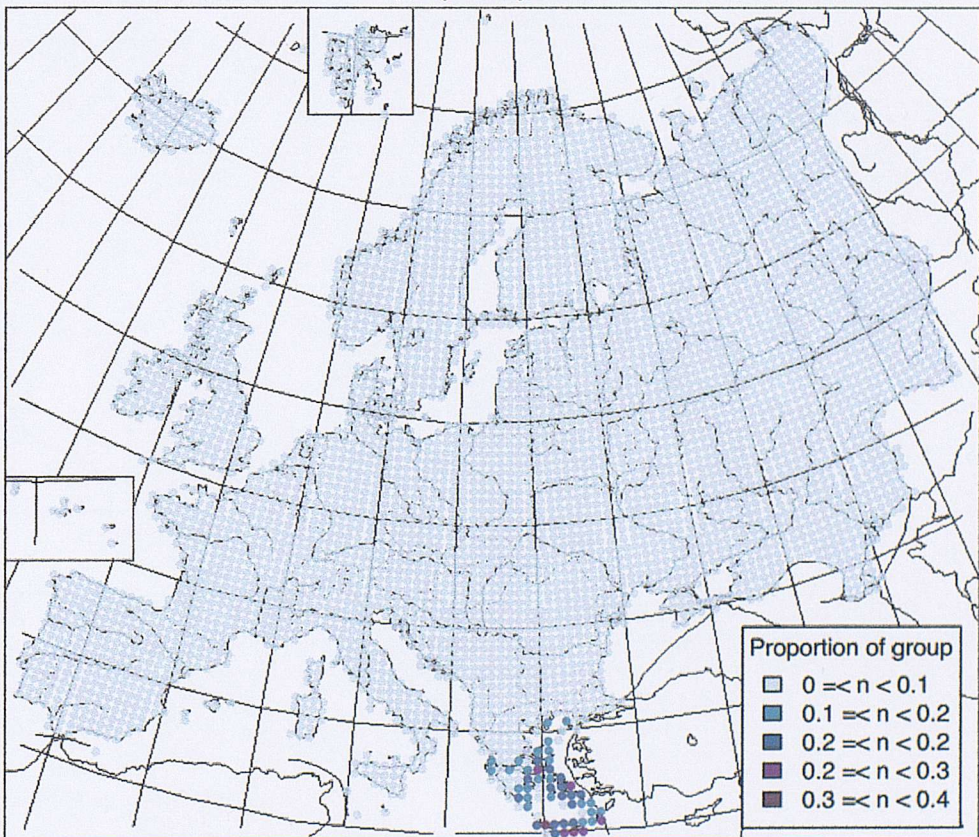 Proportion of group
0 =< n < 0.1
0.1 =< n < 0.2
0.2 =< n < 0.2
0.2 =< n < 0.3
0.3 =< n < 0.4